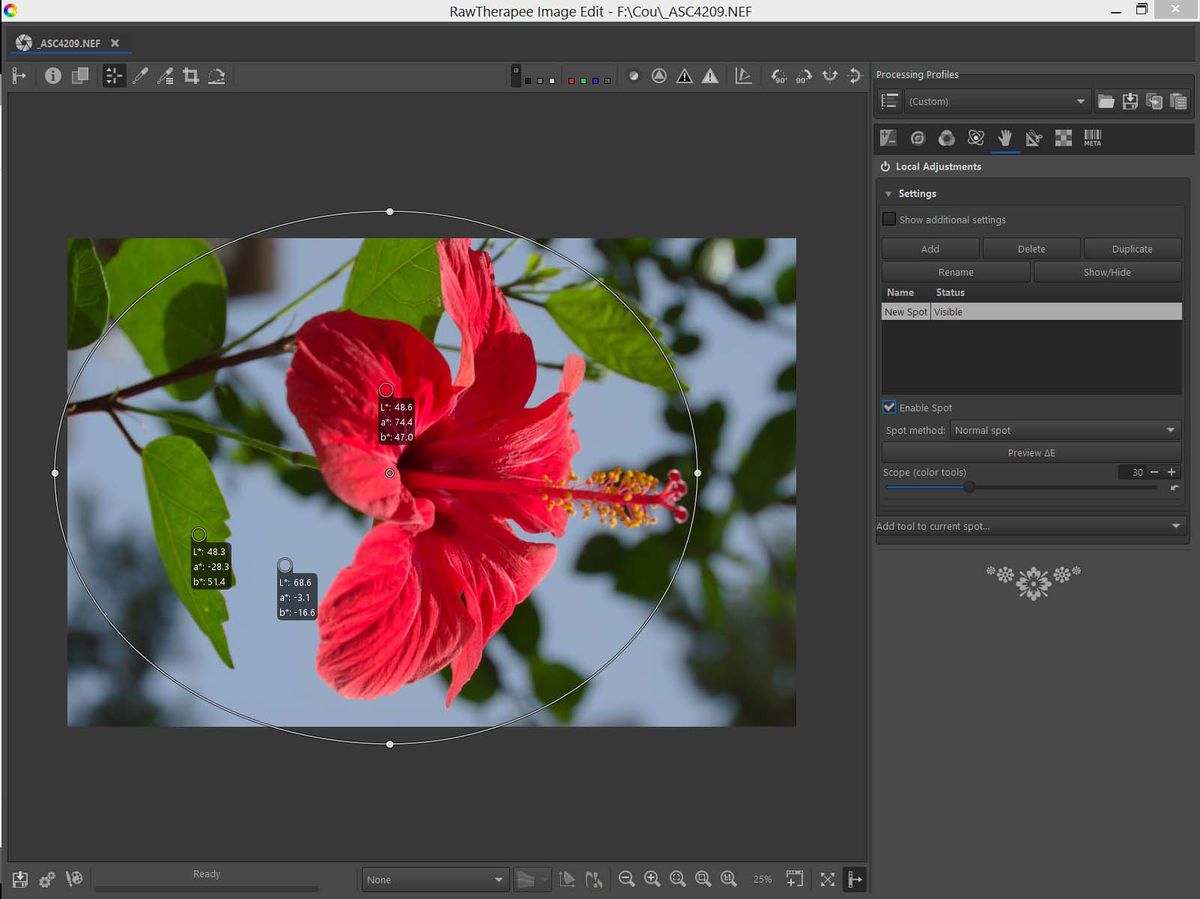 RawTherapee Image Edit - F:\Cou\_ASC4209.NEF
_ASC4209.NEF
90°
90°
Processing Profiles
(Custom)
META
Local Adjustments
Settings
Show additional settings
Add Delete Duplicate
Rename Show/Hide
Name Status
New Spot Visible
L*: 48.6
a*: 74.4
b*: 47.0
Enable Spot
Spot method: Normal spot
Preview ΔE
Scope (color tools) 30
Add tool to current spot...
L*: 48.3
a*: -28.3
b*: 51.4
L*: 68.6
a*: -3.1
b*: -16.6
Ready
None
25%